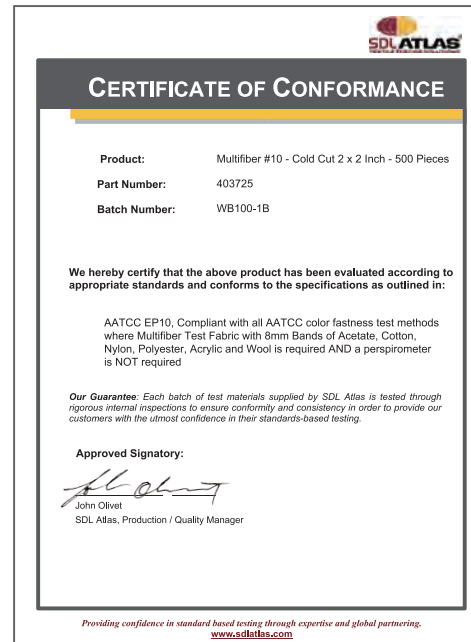 SDL ATLAS
TEXTILE TESTING SOLUTIONS
CERTIFICATE OF CONFORMANCE
Product: Multifiber #10 - Cold Cut 2 x 2 Inch - 500 Pieces
Part Number: 403725
Batch Number: WB100-1B
We hereby certify that the above product has been evaluated according to
appropriate standards and conforms to the specifications as outlined in:
AATCC EP10, Compliant with all AATCC color fastness test methods
where Multifiber Test Fabric with 8mm Bands of Acetate, Cotton,
Nylon, Polyester, Acrylic and Wool is required AND a perspirometer
is NOT required
Our Guarantee: Each batch of test materials supplied by SDL Atlas is tested through
rigorous internal inspections to ensure conformity and consistency in order to provide our
customers with the utmost confidence in their standards-based testing.
Approved Signatory:
John Olivet
SDL Atlas, Production / Quality Manager
Providing confidence in standard based testing through expertise and global partnering.
www.sdlatlas.com